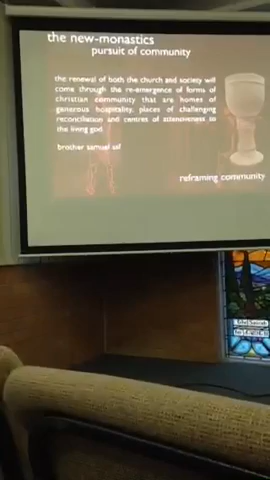 the new-monastics
pursuit of community
the renewal of both the church and society will
come through the re-emergence of forms of
christian community that are homes of
generous hospitality, places of challenging
reconciliation and centres of attentiveness to
the living god.
brother samuel ssf
reframing community